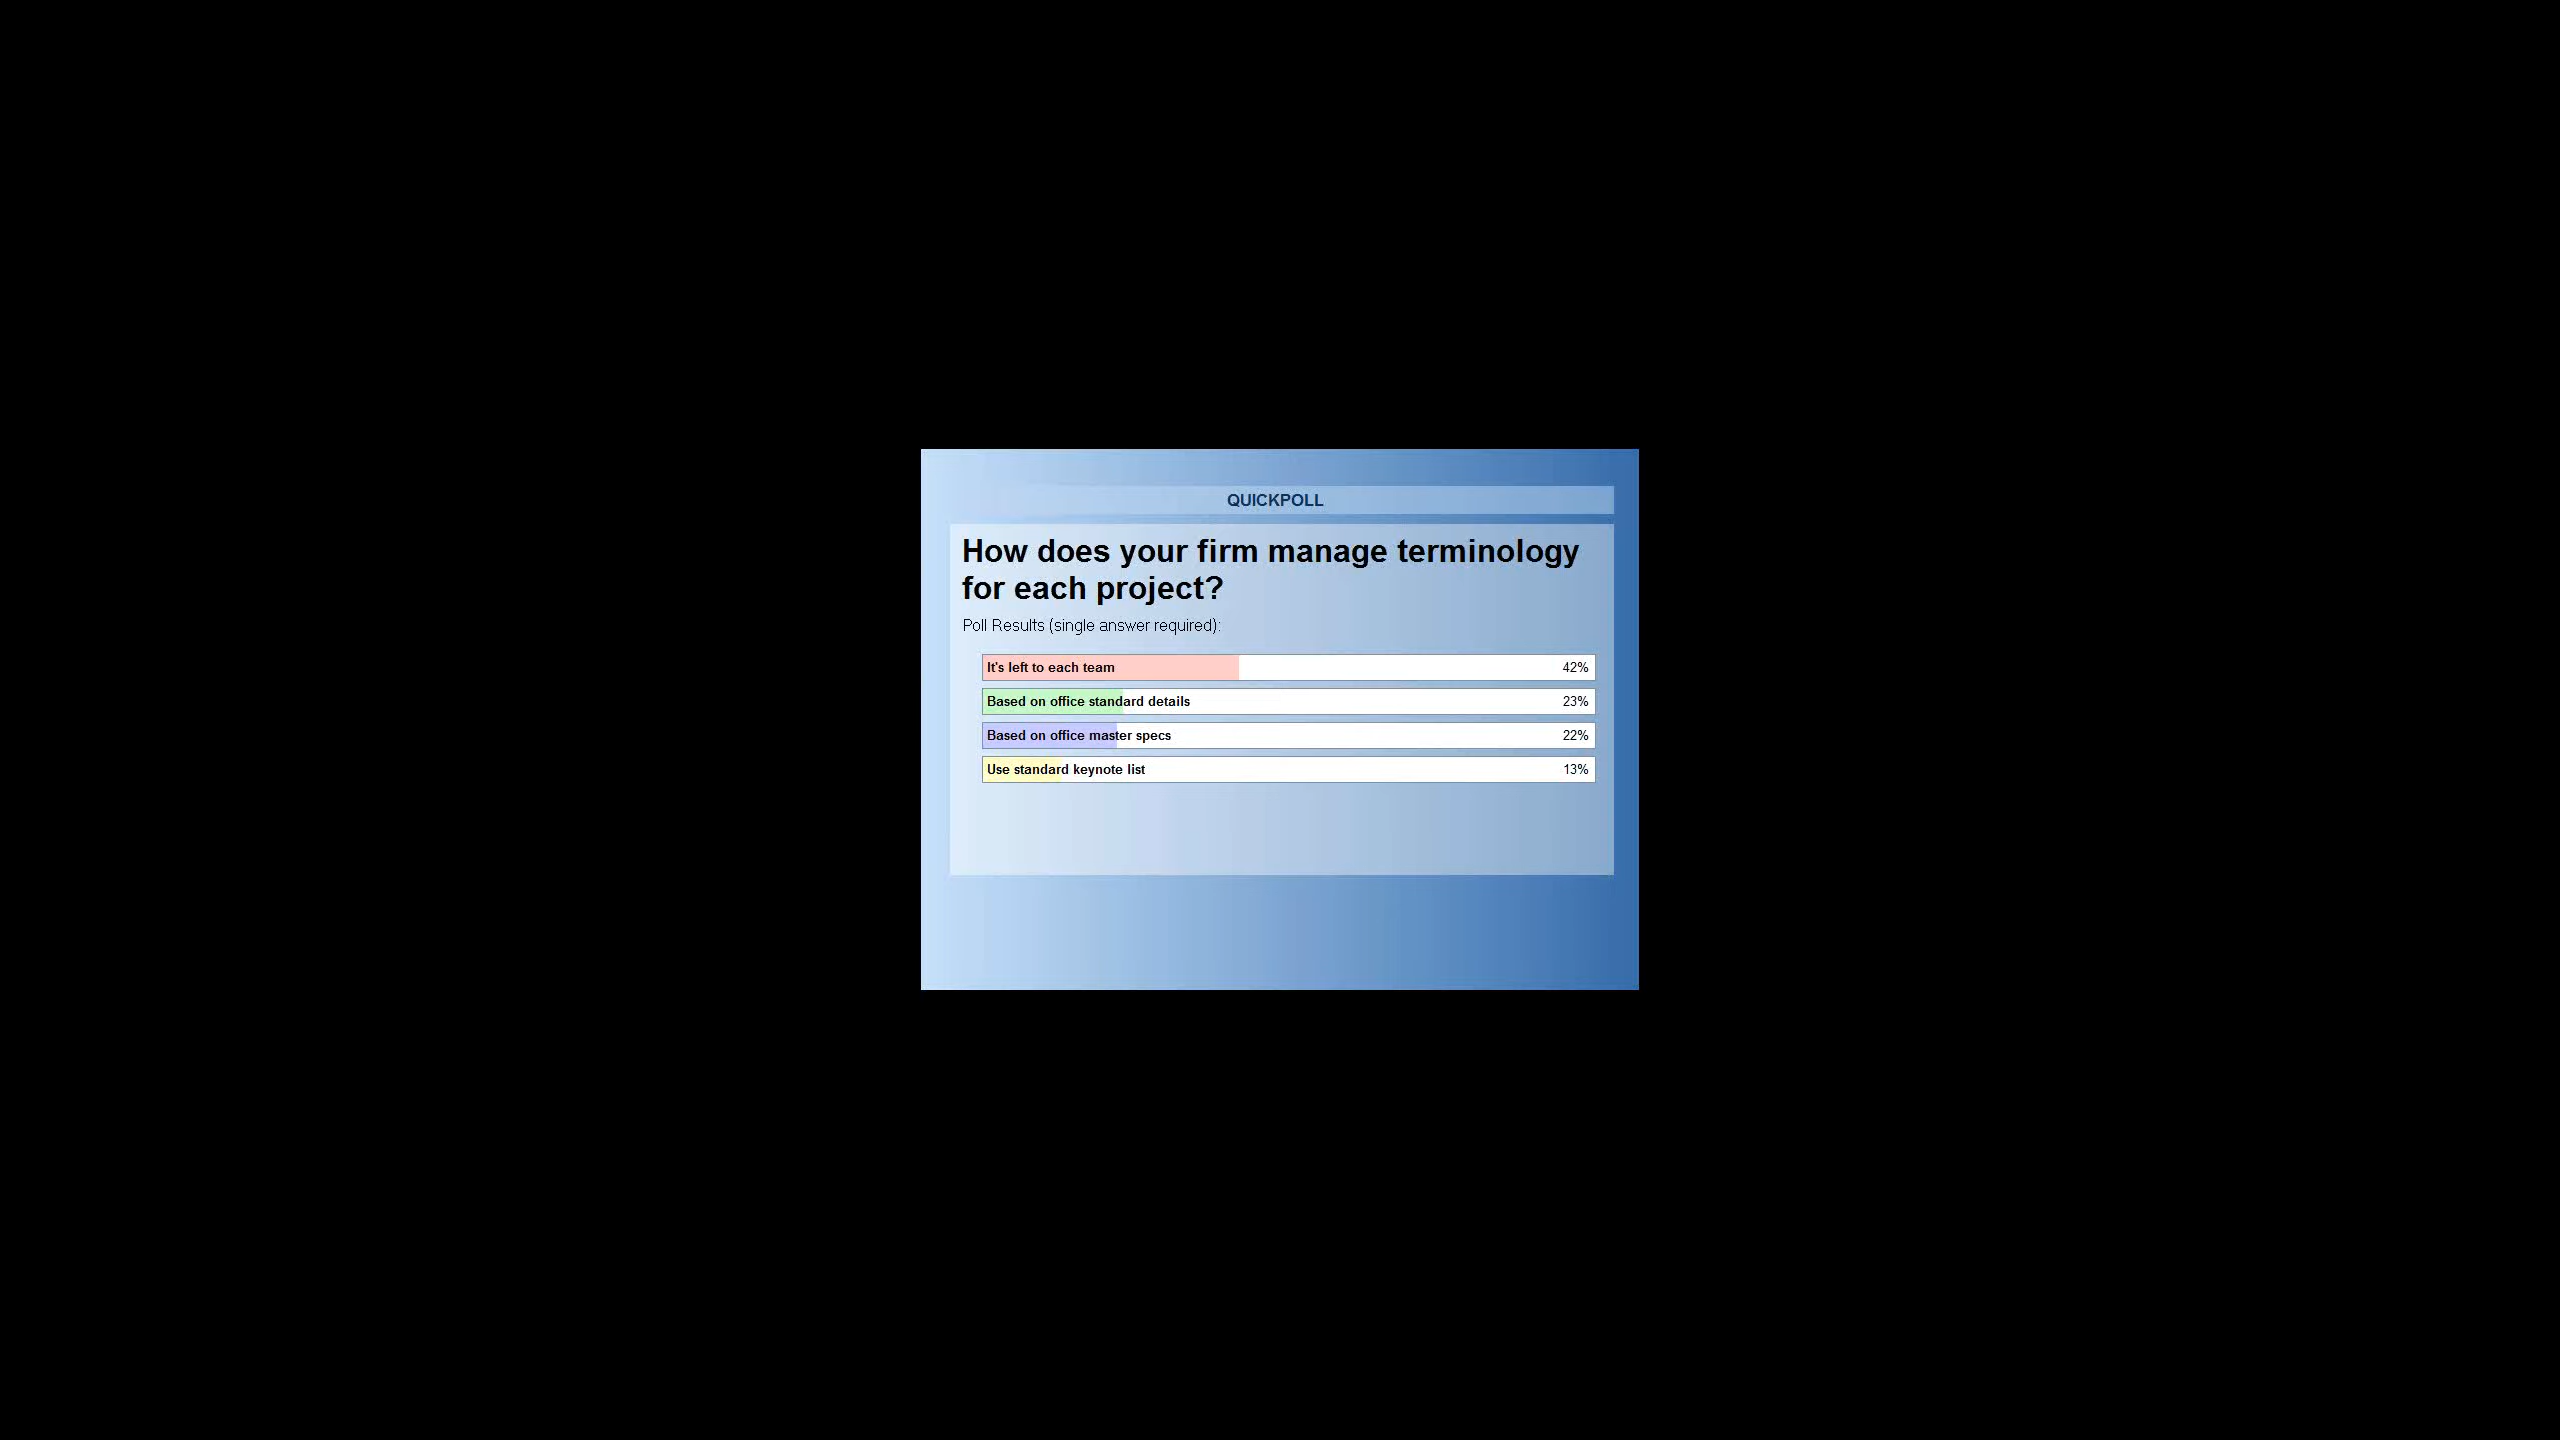 QUICKPOLL
How does your firm manage terminology
for each project?
Poll Results (single answer required):
It's left to each team 42%
Based on office standard details 23%
Based on office master specs 22%
Use standard keynote list 13%